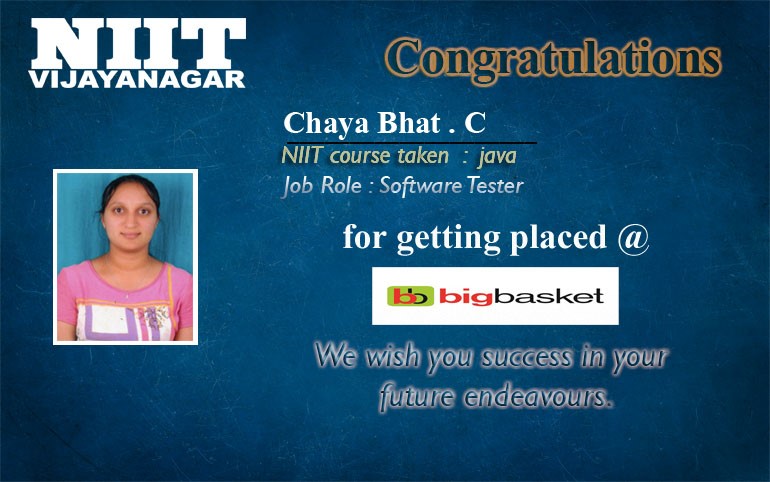 NIIT
VIJAYANAGAR
Congratulations
Chaya Bhat . C
NIIT course taken : java
Job Role : Software Tester
for getting placed @
bb bigbasket
We wish you success in your
future endeavours.